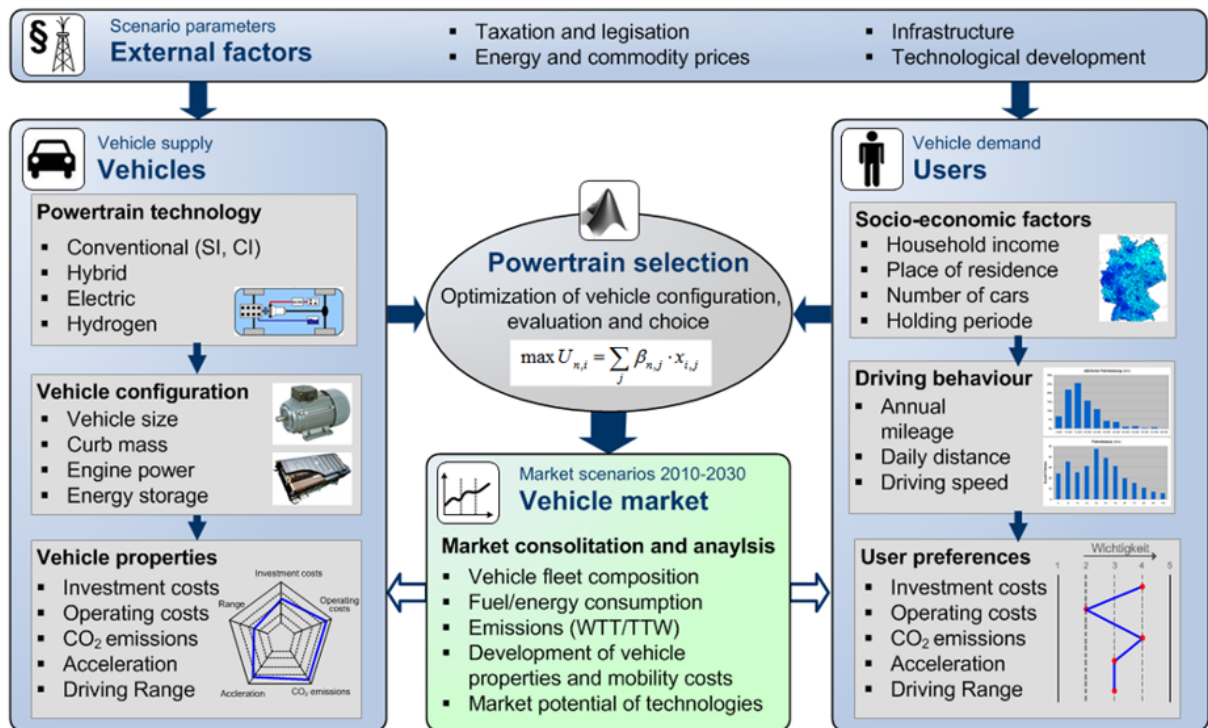 §
Scenario parameters
External factors
▪ Taxation and legisation
▪ Energy and commodity prices
▪ Infrastructure
▪ Technological development
Vehicle supply
Vehicles
Powertrain technology
▪ Conventional (SI, CI)
▪ Hybrid
▪ Electric
▪ Hydrogen
Vehicle configuration
▪ Vehicle size
▪ Curb mass
▪ Engine power
▪ Energy storage
Vehicle properties
▪ Investment costs
▪ Operating costs
▪ CO₂ emissions
▪ Acceleration
▪ Driving Range
Investment costs
Operating
costs
CO₂ emissions
Accleration
Range
Powertrain selection
Optimization of vehicle configuration,
evaluation and choice
max U_{n,i} = ∑_j β_{n,j} · x_{i,j}
Market scenarios 2010-2030
Vehicle market
Market consolitation and anaylsis
▪ Vehicle fleet composition
▪ Fuel/energy consumption
▪ Emissions (WTT/TTW)
▪ Development of vehicle
properties and mobility costs
▪ Market potential of technologies
Vehicle demand
Users
Socio-economic factors
▪ Household income
▪ Place of residence
▪ Number of cars
▪ Holding periode
Driving behaviour
▪ Annual
mileage
▪ Daily distance
▪ Driving speed
User preferences
▪ Investment costs
▪ Operating costs
▪ CO₂ emissions
▪ Acceleration
▪ Driving Range
Wichtigkeit
1 2 3 4 5